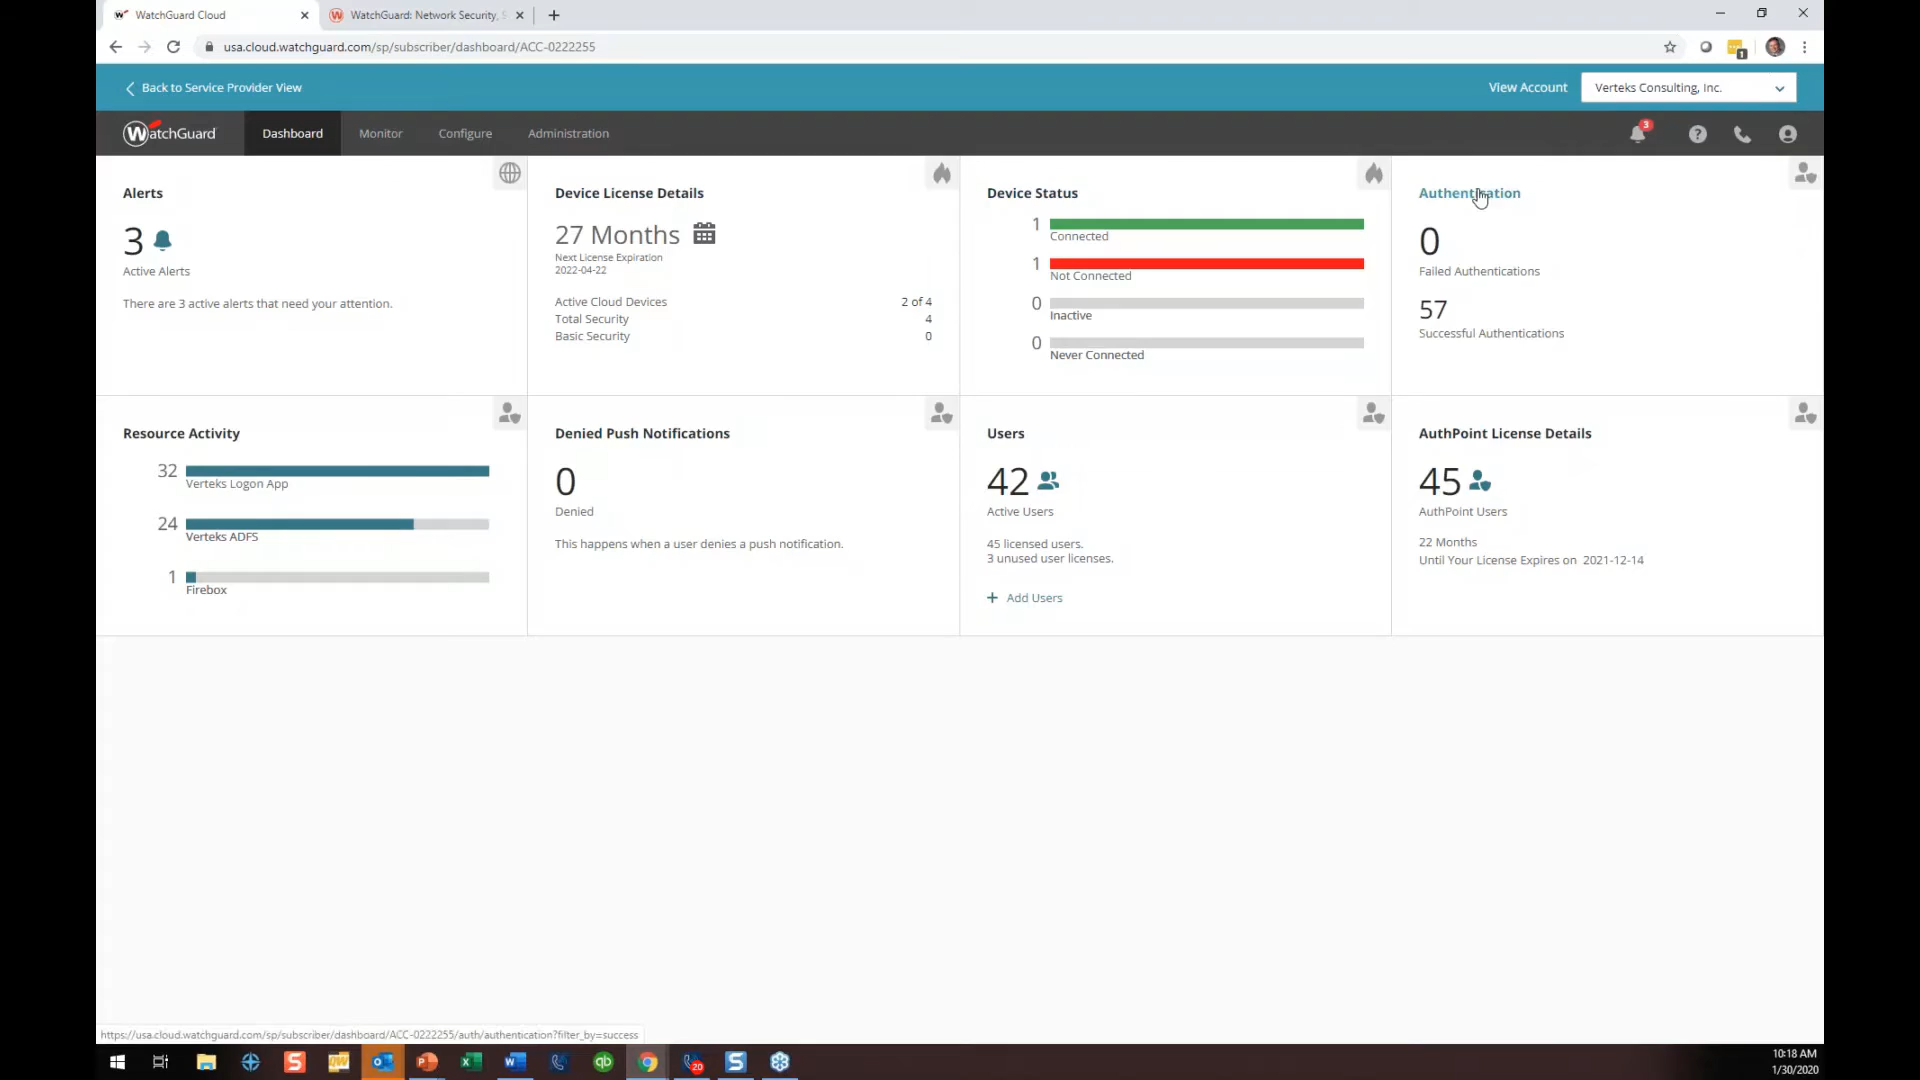 WatchGuard Cloud
WatchGuard: Network Security, S
usa.cloud.watchguard.com/sp/subscriber/dashboard/ACC-0222255
1
Back to Service Provider View
View Account
Verteks Consulting, Inc.
WatchGuard
Dashboard
Monitor
Configure
Administration
3
Alerts
3
Active Alerts
There are 3 active alerts that need your attention.
Device License Details
27 Months
Next License Expiration
2022-04-22
Active Cloud Devices 2 of 4
Total Security 4
Basic Security 0
Device Status
1
Connected
1
Not Connected
0
Inactive
0
Never Connected
Authentication
0
Failed Authentications
57
Successful Authentications
Resource Activity
32
Verteks Logon App
24
Verteks ADFS
1
Firebox
Denied Push Notifications
0
Denied
This happens when a user denies a push notification.
Users
42
Active Users
45 licensed users.
3 unused user licenses.
+ Add Users
AuthPoint License Details
45
AuthPoint Users
22 Months
Until Your License Expires on 2021-12-14
https://usa.cloud.watchguard.com/sp/subscriber/dashboard/ACC-0222255/auth/authentication?filter_by=success
20
10:18 AM
1/30/2020